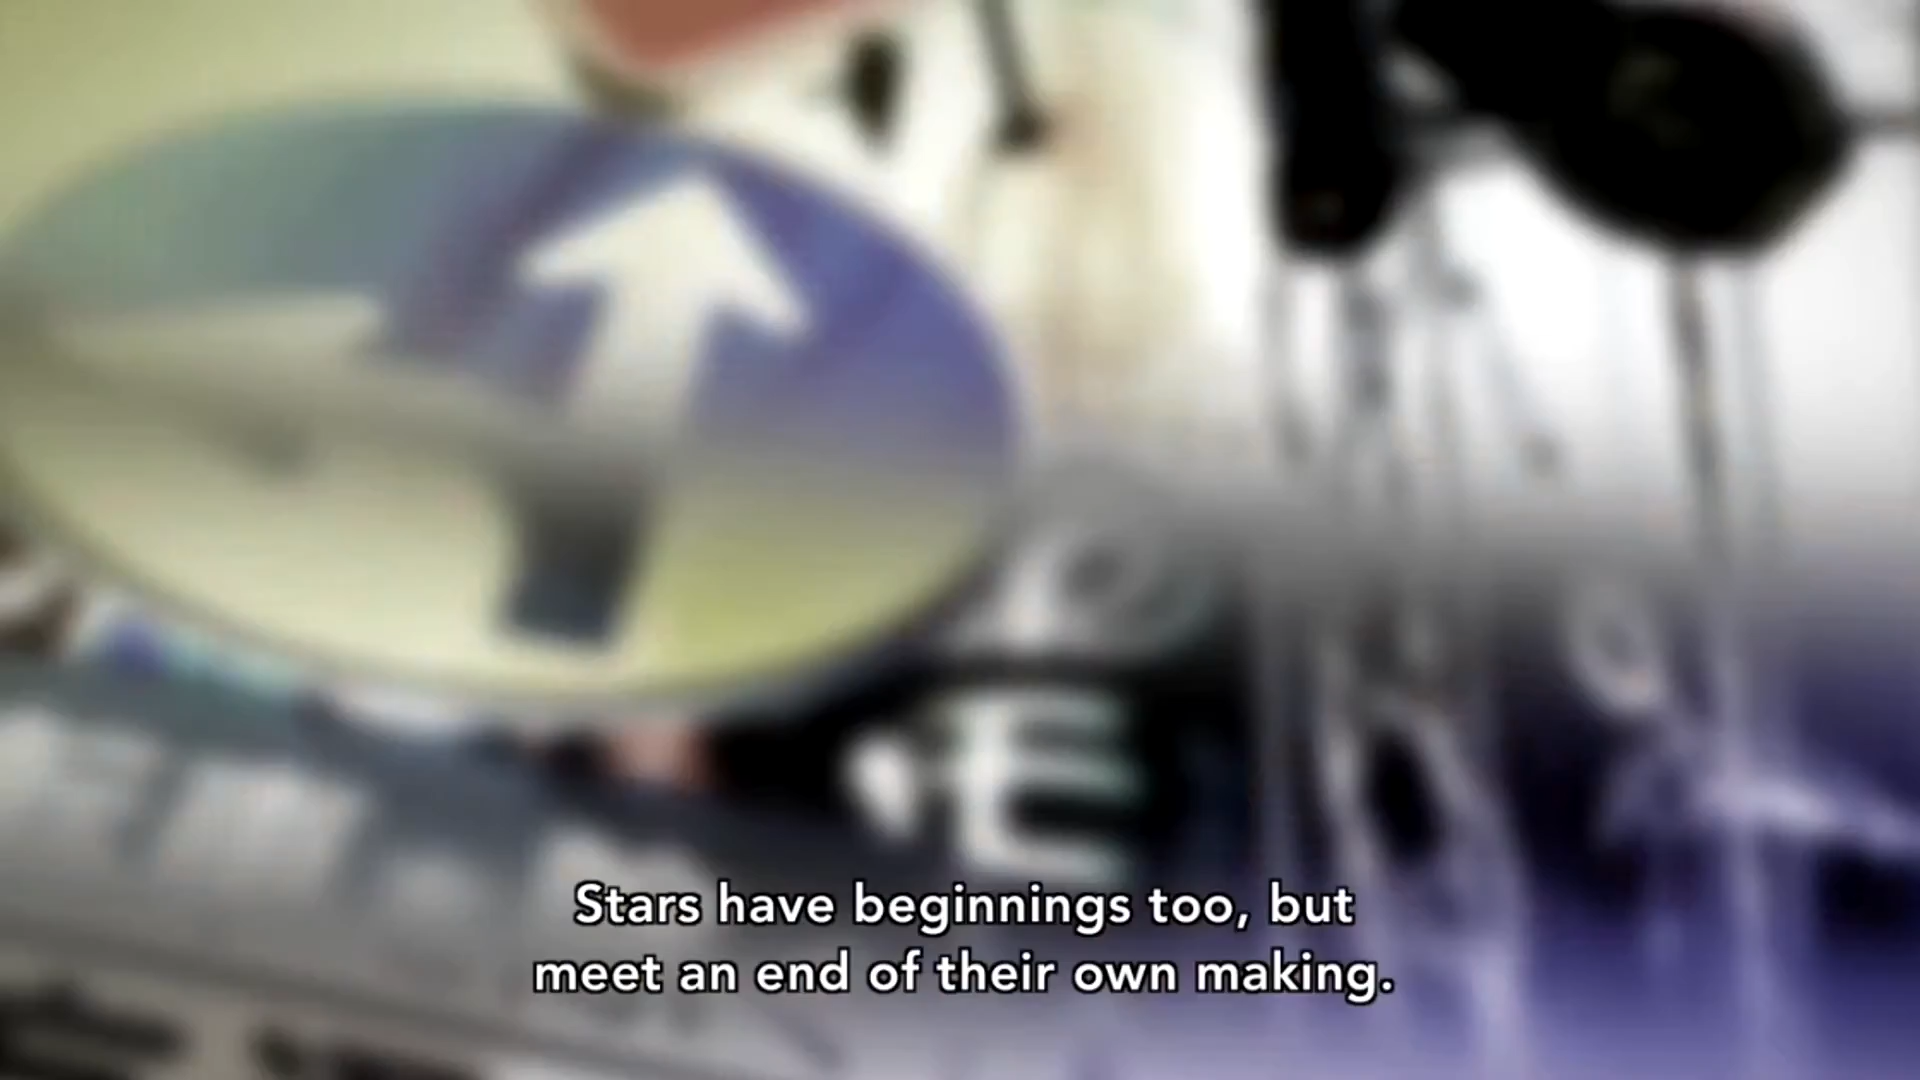 Stars have beginnings too, but
meet an end of their own making.